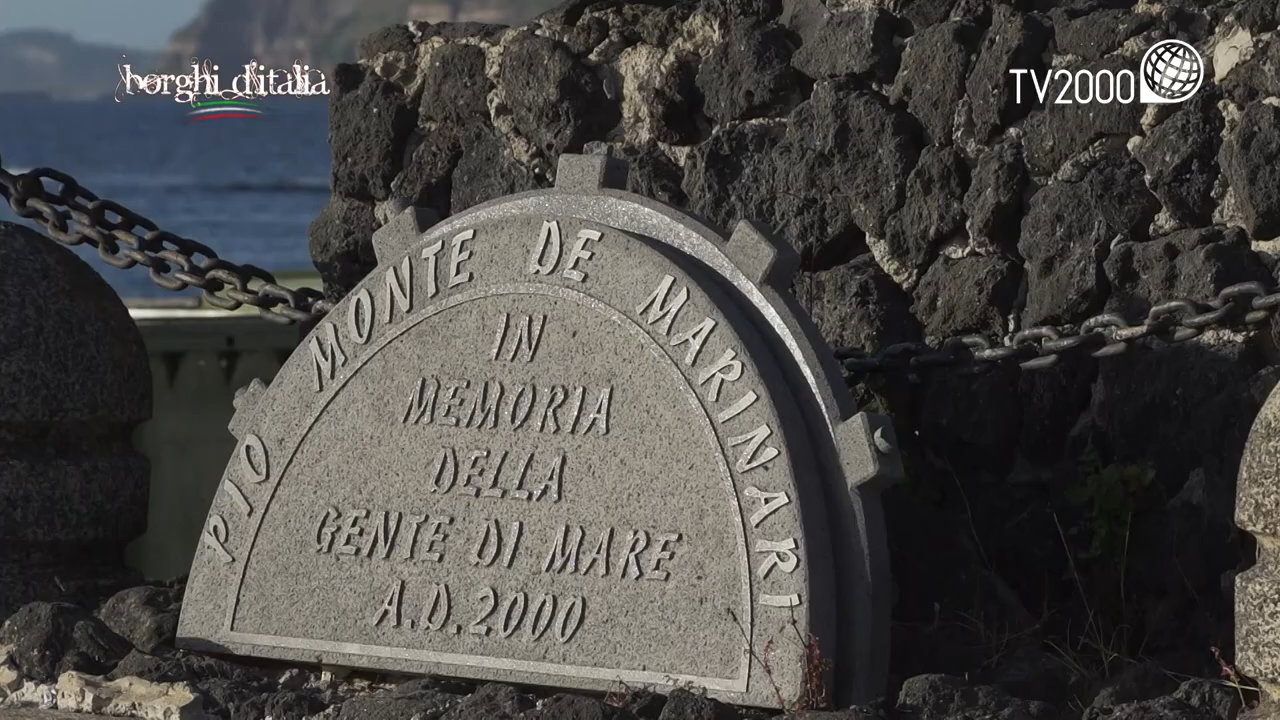 borghi d'italia
TV2000
PIO MONTE DE MARINARI
IN
MEMORIA
DELLA
GENTE DI MARE
A.D.2000